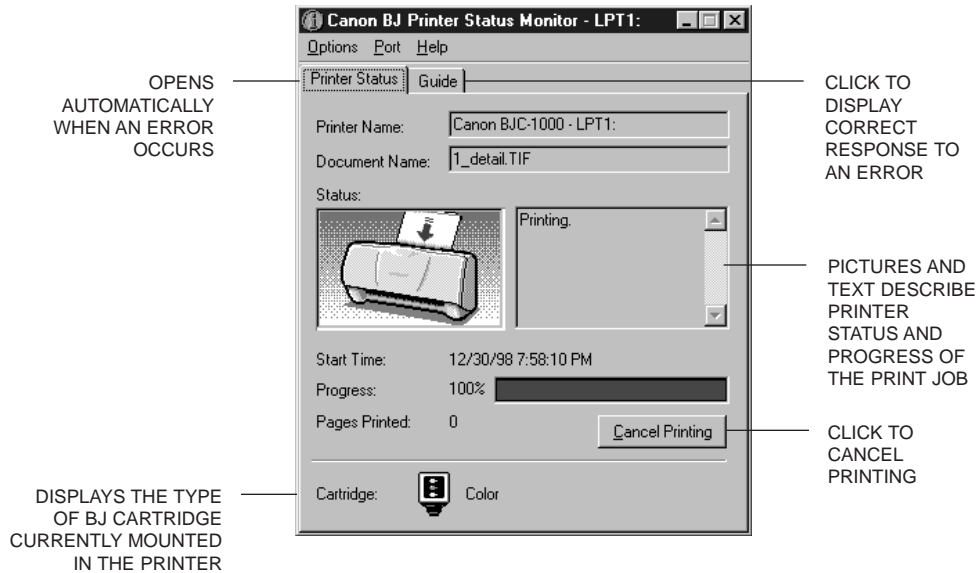 Canon BJ Printer Status Monitor - LPT1:
Options Port Help
Printer Status Guide
OPENS
AUTOMATICALLY
WHEN AN ERROR
OCCURS
CLICK TO
DISPLAY
CORRECT
RESPONSE TO
AN ERROR
Printer Name: Canon BJC-1000 - LPT1:
Document Name: 1_detail.TIF
Status:
Printing.
PICTURES AND
TEXT DESCRIBE
PRINTER
STATUS AND
PROGRESS OF
THE PRINT JOB
Start Time: 12/30/98 7:58:10 PM
Progress: 100%
Pages Printed: 0
Cancel Printing
CLICK TO
CANCEL
PRINTING
Cartridge: Color
DISPLAYS THE TYPE
OF BJ CARTRIDGE
CURRENTLY MOUNTED
IN THE PRINTER